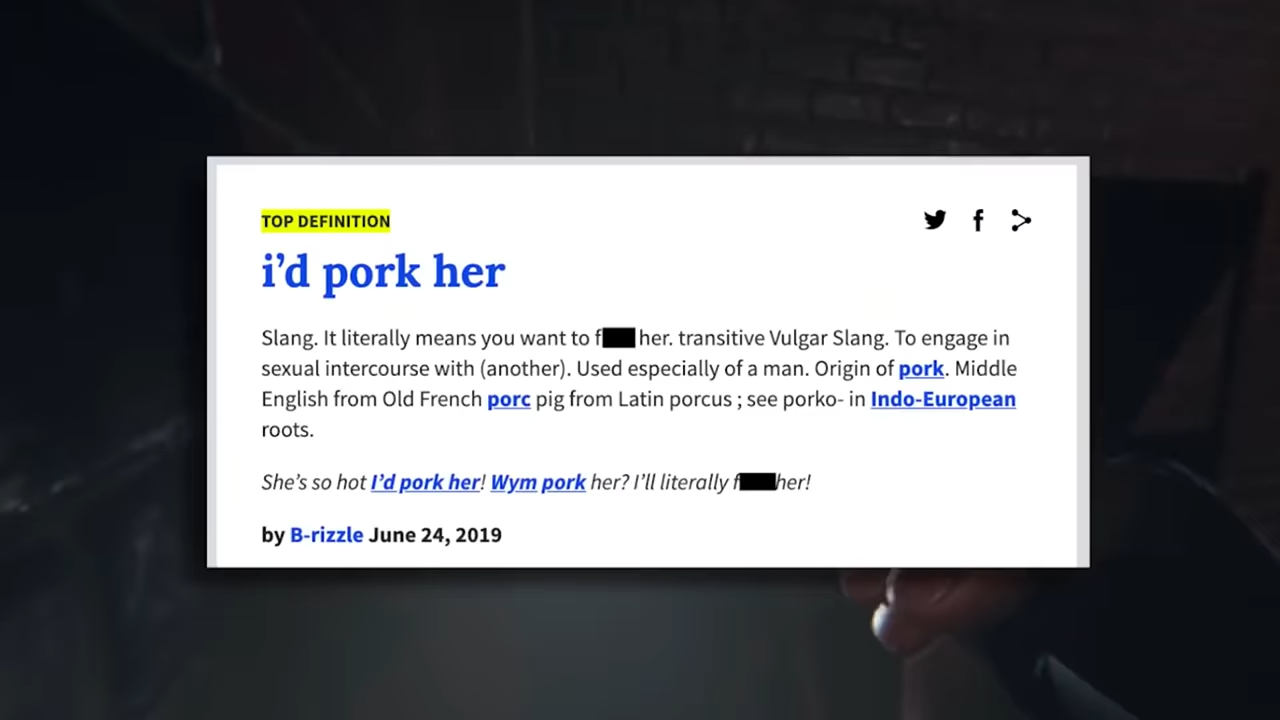 TOP DEFINITION
i’d pork her
Slang. It literally means you want to f her. transitive Vulgar Slang. To engage in
sexual intercourse with (another). Used especially of a man. Origin of pork. Middle
English from Old French porc pig from Latin porcus ; see porko- in Indo-European
roots.
She’s so hot I’d pork her! Wym pork her? I’ll literally f her!
by B-rizzle June 24, 2019